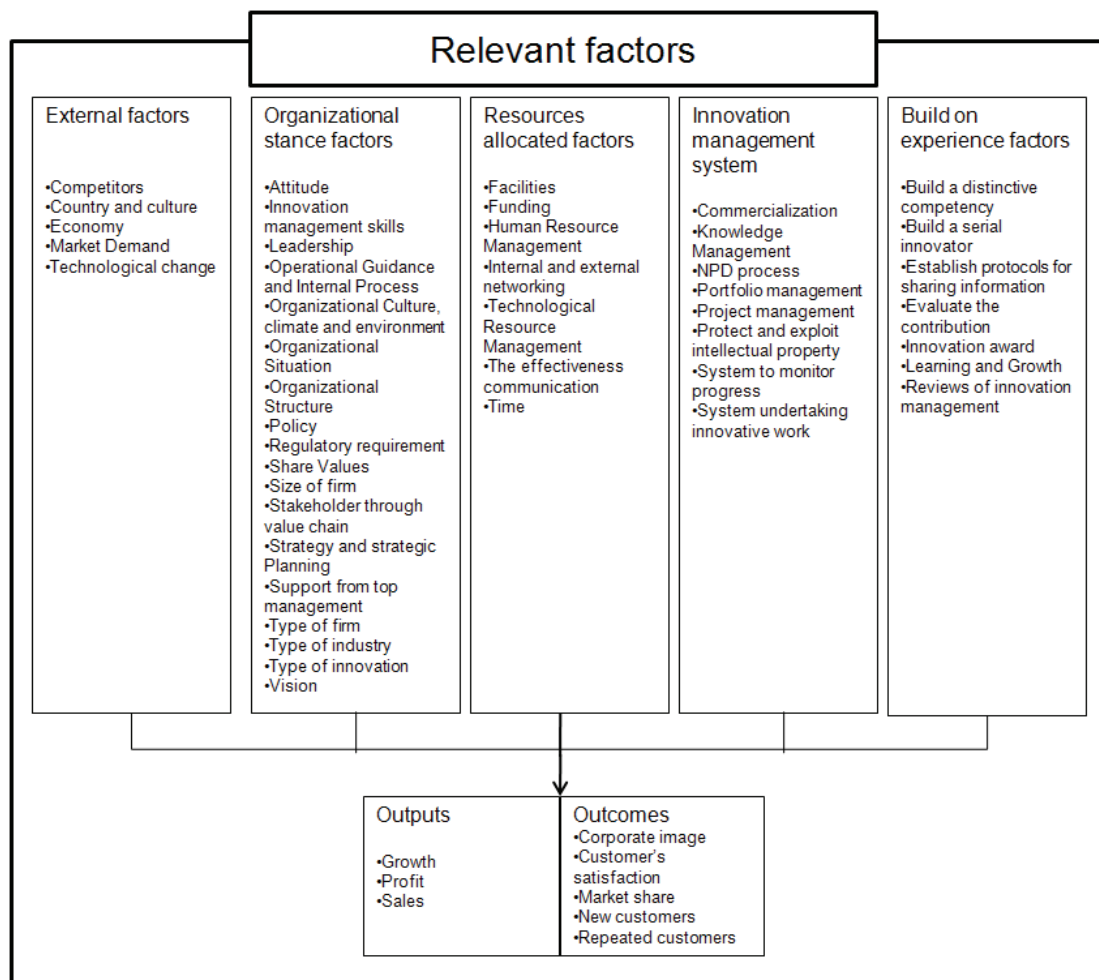 Relevant factors
External factors
•Competitors
•Country and culture
•Economy
•Market Demand
•Technological change
Organizational
stance factors
•Attitude
•Innovation
management skills
•Leadership
•Operational Guidance
and Internal Process
•Organizational Culture,
climate and environment
•Organizational
Situation
•Organizational
Structure
•Policy
•Regulatory requirement
•Share Values
•Size of firm
•Stakeholder through
value chain
•Strategy and strategic
Planning
•Support from top
management
•Type of firm
•Type of industry
•Type of innovation
•Vision
Resources
allocated factors
•Facilities
•Funding
•Human Resource
Management
•Internal and external
networking
•Technological
Resource
Management
•The effectiveness
communication
•Time
Innovation
management
system
•Commercialization
•Knowledge
Management
•NPD process
•Portfolio management
•Project management
•Protect and exploit
intellectual property
•System to monitor
progress
•System undertaking
innovative work
Build on
experience factors
•Build a distinctive
competency
•Build a serial
innovator
•Establish protocols for
sharing information
•Evaluate the
contribution
•Innovation award
•Learning and Growth
•Reviews of innovation
management
Outputs
•Growth
•Profit
•Sales
Outcomes
•Corporate image
•Customer's
satisfaction
•Market share
•New customers
•Repeated customers